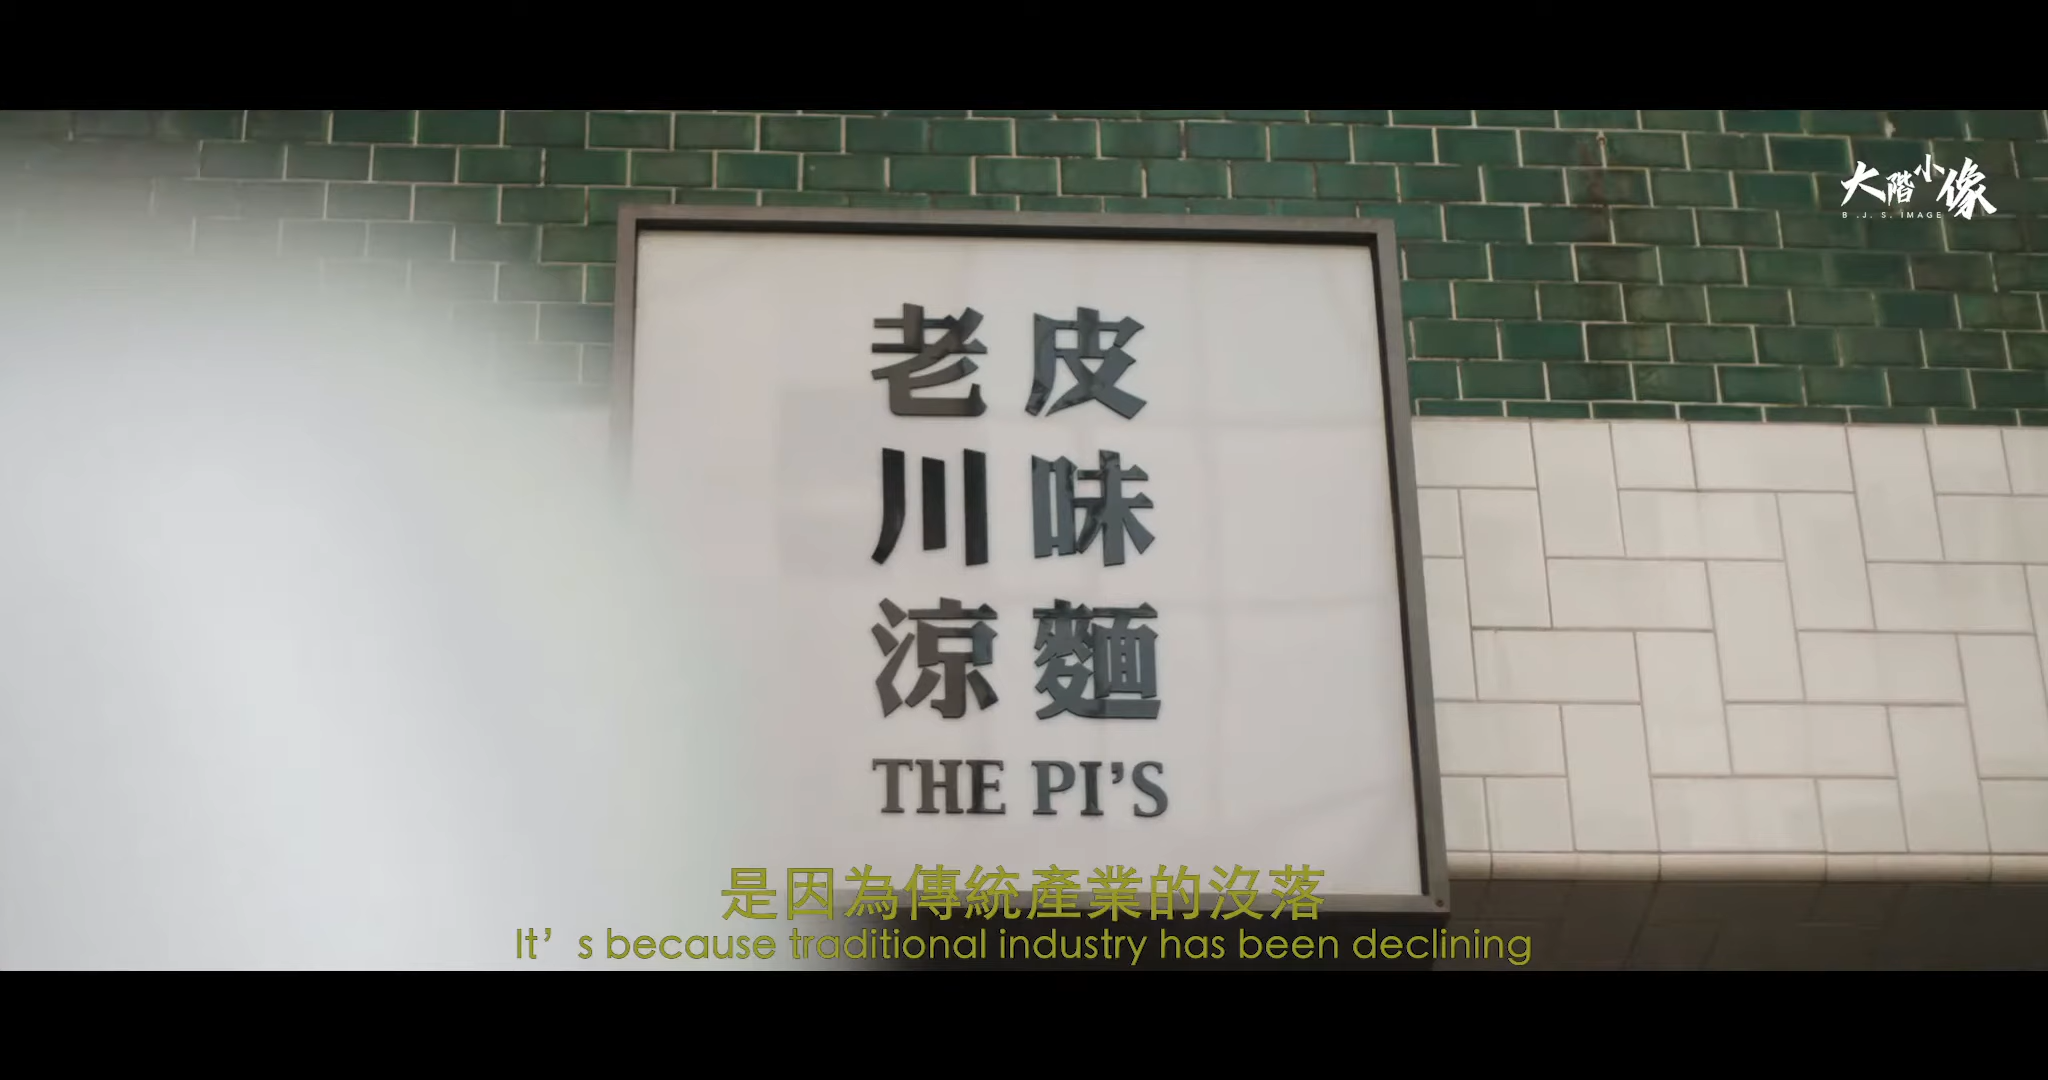 大階小像
B.J.S. IMAGE
老皮
川味
涼麵
THE PI'S
是因為傳統產業的沒落
It's because traditional industry has been declining